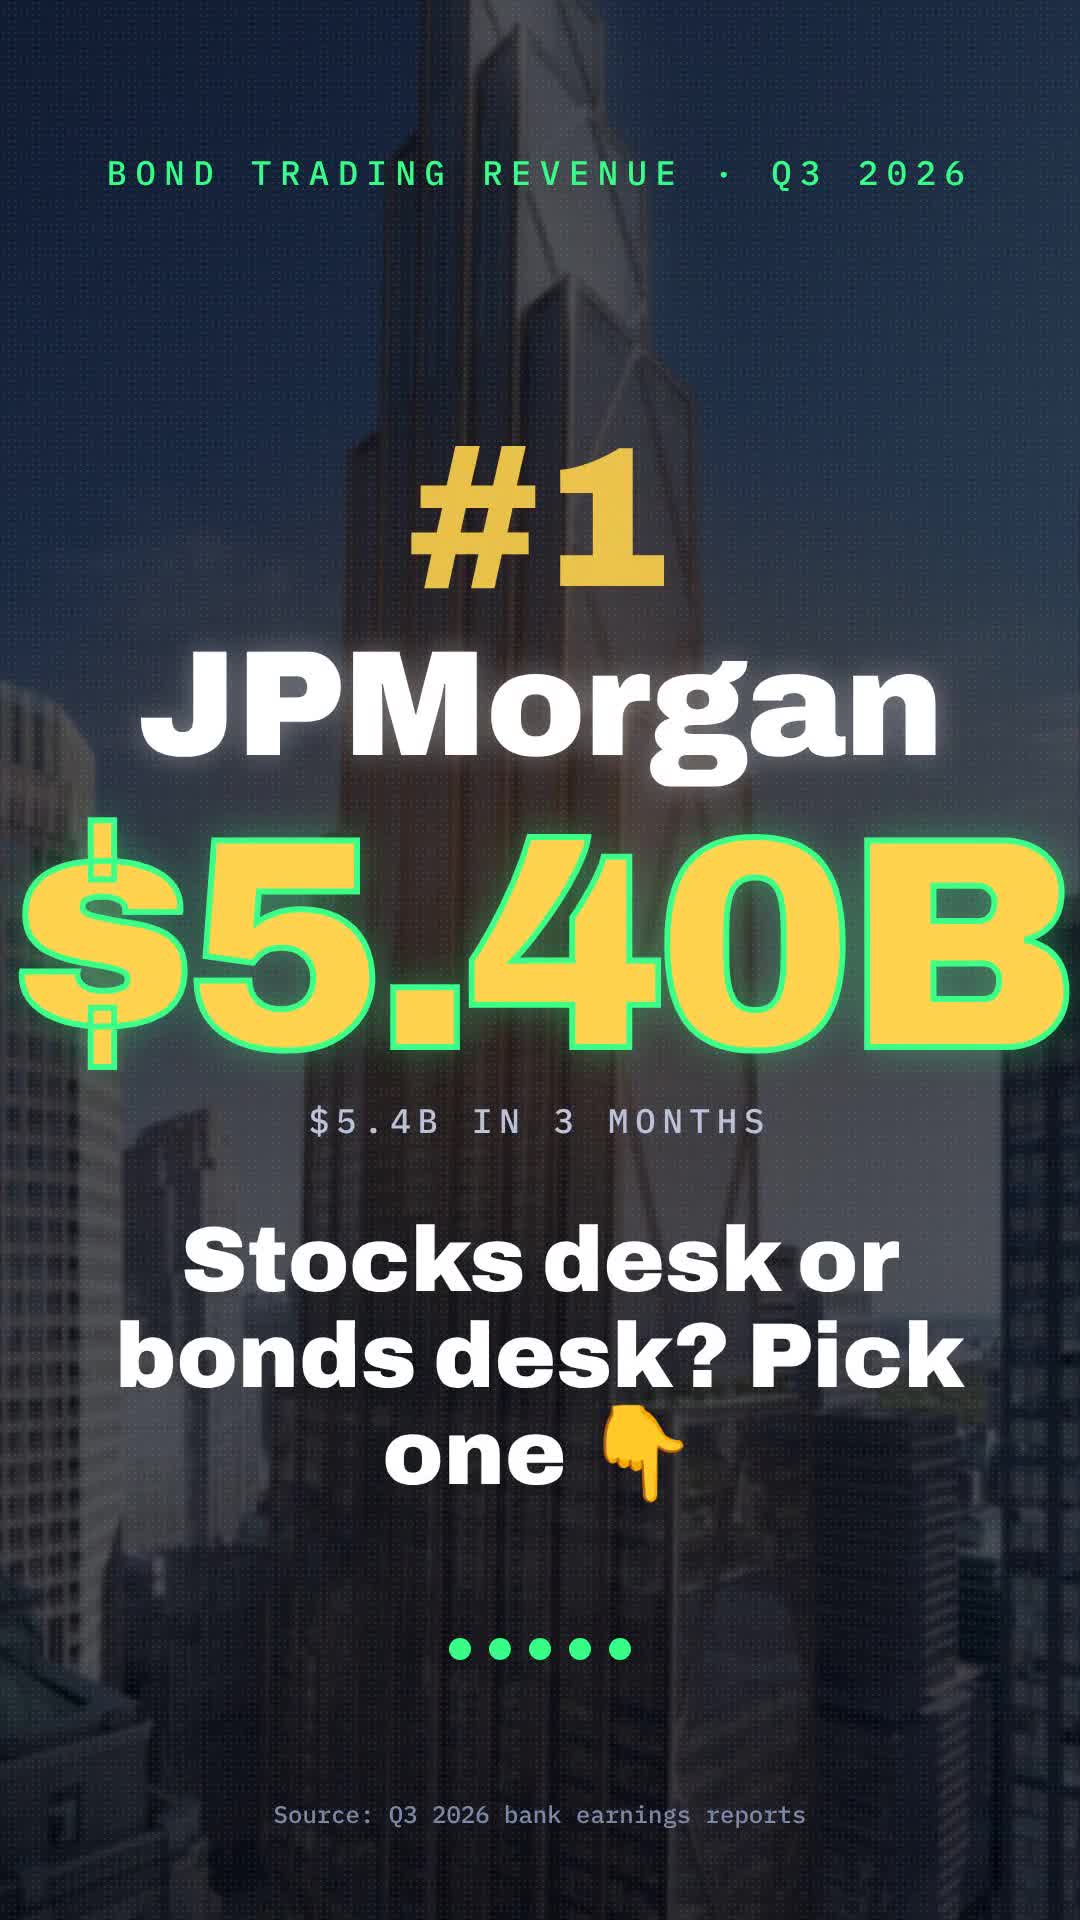 BOND TRADING REVENUE · Q3 2026
#1
JPMorgan
$5.40B
$5.4B IN 3 MONTHS
Stocks desk or
bonds desk? Pick
one 👇
Source: Q3 2026 bank earnings reports